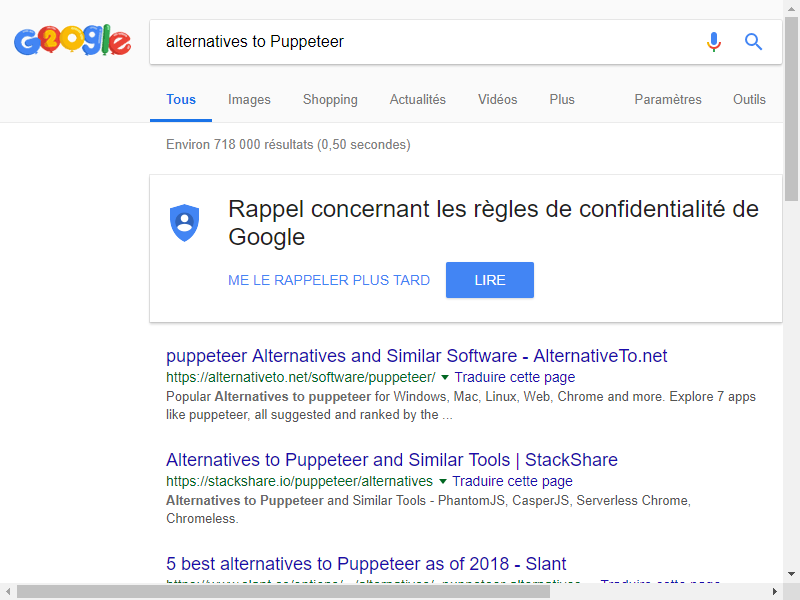 Google
alternatives to Puppeteer
Tous Images Shopping Actualités Vidéos Plus Paramètres Outils
Environ 718 000 résultats (0,50 secondes)
Rappel concernant les règles de confidentialité de
Google
ME LE RAPPELER PLUS TARD LIRE
puppeteer Alternatives and Similar Software - AlternativeTo.net
https://alternativeto.net/software/puppeteer/ Traduire cette page
Popular Alternatives to puppeteer for Windows, Mac, Linux, Web, Chrome and more. Explore 7 apps
like puppeteer, all suggested and ranked by the ...
Alternatives to Puppeteer and Similar Tools | StackShare
https://stackshare.io/puppeteer/alternatives Traduire cette page
Alternatives to Puppeteer and Similar Tools - PhantomJS, CasperJS, Serverless Chrome,
Chromeless.
5 best alternatives to Puppeteer as of 2018 - Slant
Traduire cette page